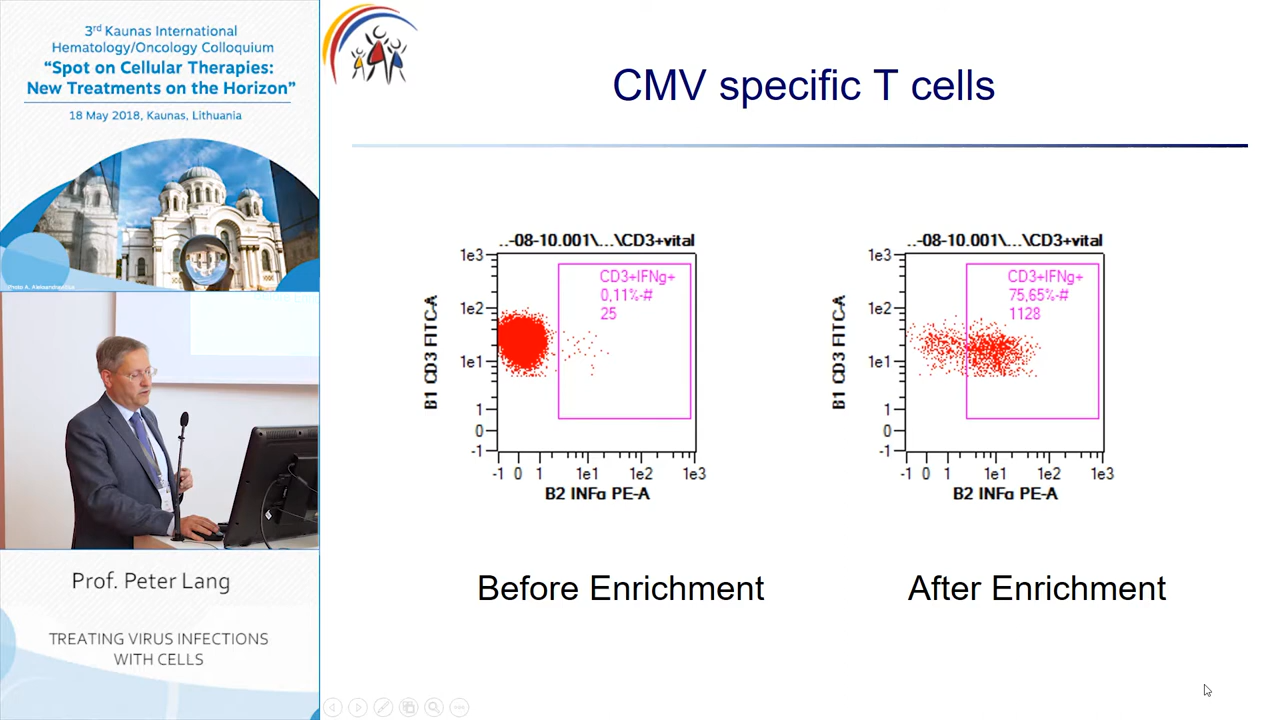 3rd Kaunas International
Hematology/Oncology Colloquium
“Spot on Cellular Therapies:
New Treatments on the Horizon”
18 May 2018, Kaunas, Lithuania
Prof. Peter Lang
TREATING VIRUS INFECTIONS
WITH CELLS
CMV specific T cells
..-08-10.001\...\CD3+vital
CD3+IFNg+
0,11%-#
25
1e3
1e2
1e1
1
0
-1
B1 CD3 FITC-A
-1 0 1 1e1 1e2 1e3
B2 INFα PE-A
Before Enrichment
..-08-10.001\...\CD3+vital
CD3+IFNg+
75,65%-#
1128
1e3
1e2
1e1
1
0
-1
B1 CD3 FITC-A
-1 0 1 1e1 1e2 1e3
B2 INFα PE-A
After Enrichment